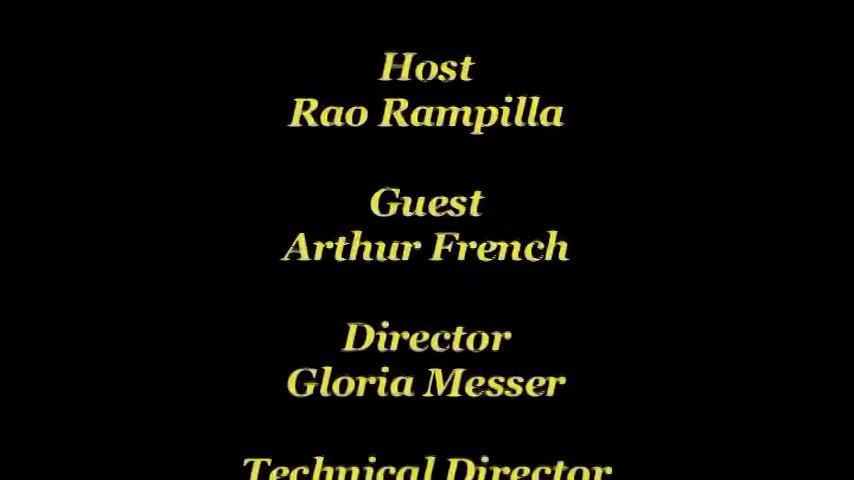 Host
Rao Rampilla
Guest
Arthur French
Director
Gloria Messer
Technical Director